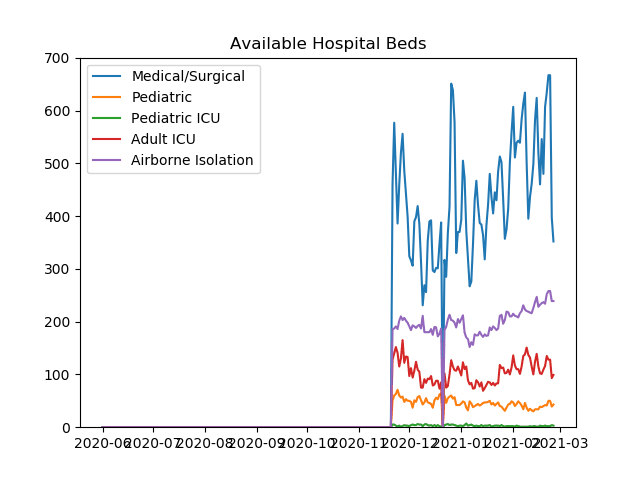 Available Hospital Beds
700
600
500
400
300
200
100
0
Medical/Surgical
Pediatric
Pediatric ICU
Adult ICU
Airborne Isolation
2020-06 2020-07 2020-08 2020-09 2020-10 2020-11 2020-12 2021-01 2021-02 2021-03